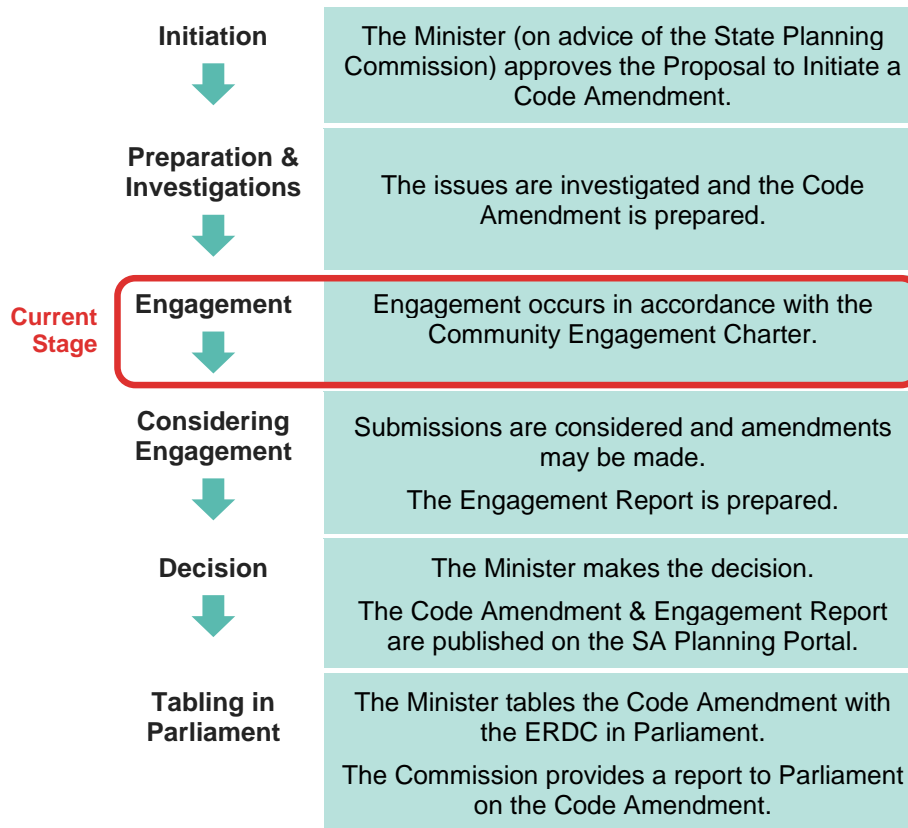 Initiation
The Minister (on advice of the State Planning
Commission) approves the Proposal to Initiate a
Code Amendment.
Preparation &
Investigations
The issues are investigated and the Code
Amendment is prepared.
Current
Stage
Engagement
Engagement occurs in accordance with the
Community Engagement Charter.
Considering
Engagement
Submissions are considered and amendments
may be made.
The Engagement Report is prepared.
Decision
The Minister makes the decision.
The Code Amendment & Engagement Report
are published on the SA Planning Portal.
Tabling in
Parliament
The Minister tables the Code Amendment with
the ERDC in Parliament.
The Commission provides a report to Parliament
on the Code Amendment.